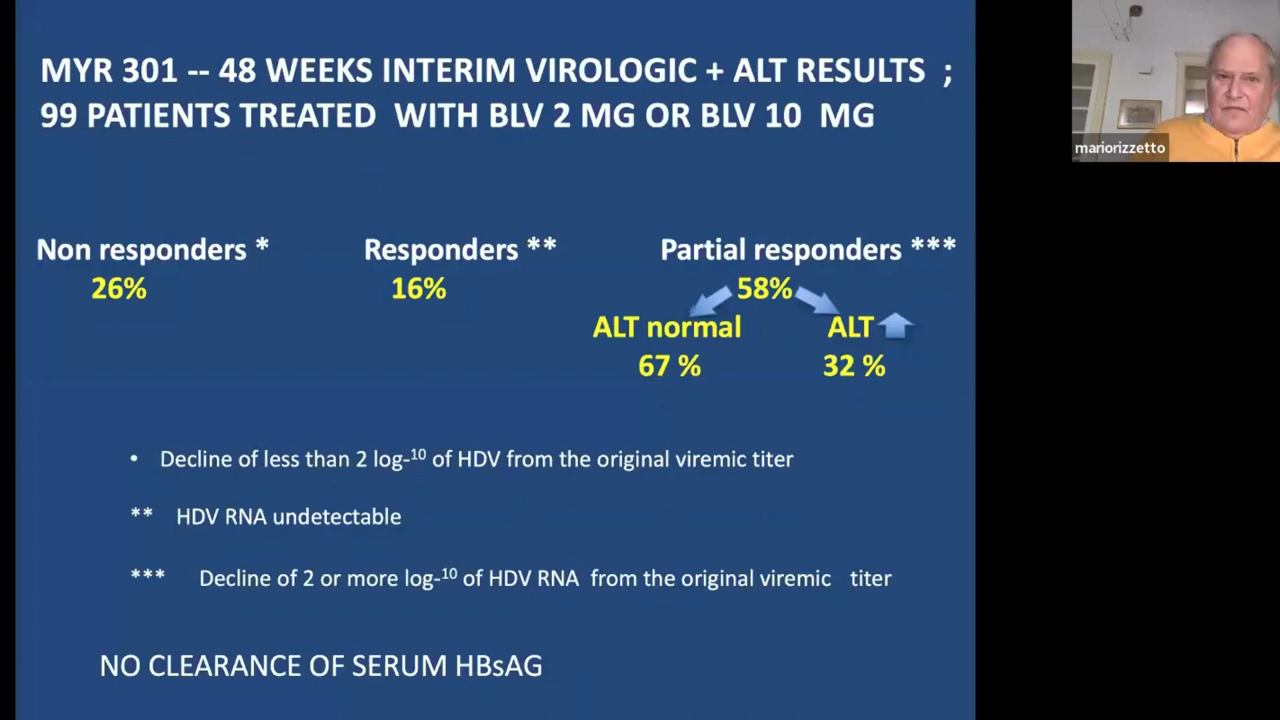 MYR 301 -- 48 WEEKS INTERIM VIROLOGIC + ALT RESULTS ;
99 PATIENTS TREATED WITH BLV 2 MG OR BLV 10 MG
mariorizzetto
Non responders * Responders ** Partial responders ***
26% 16% 58%
ALT normal ALT
67 % 32 %
• Decline of less than 2 log-¹⁰ of HDV from the original viremic titer
** HDV RNA undetectable
*** Decline of 2 or more log-¹⁰ of HDV RNA from the original viremic titer
NO CLEARANCE OF SERUM HBsAG